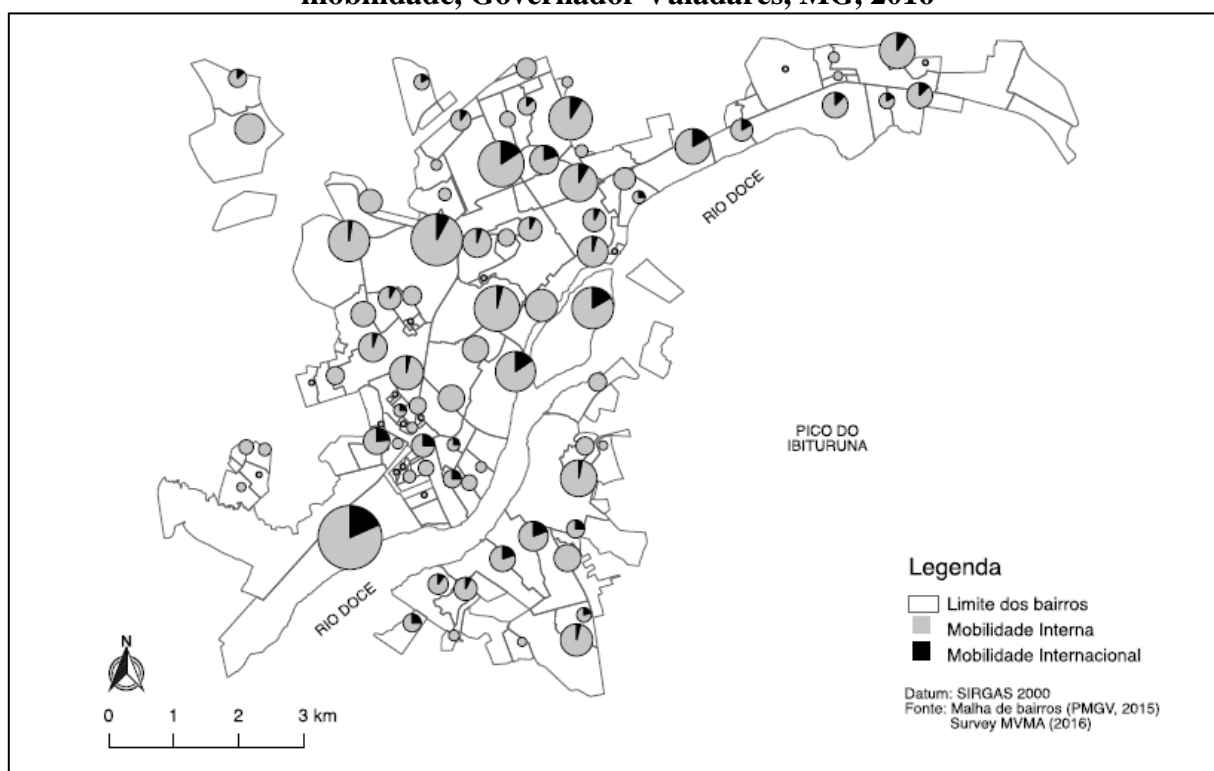 mobilidade, Governador Valadares, MG, 2016
RIO DOCE
PICO DO
IBITURUNA
RIO DOCE
Legenda
Limite dos bairros
Mobilidade Interna
Mobilidade Internacional
Datum: SIRGAS 2000
Fonte: Malha de bairros (PMGV, 2015)
Survey MVMA (2016)
N
0 1 2 3 km